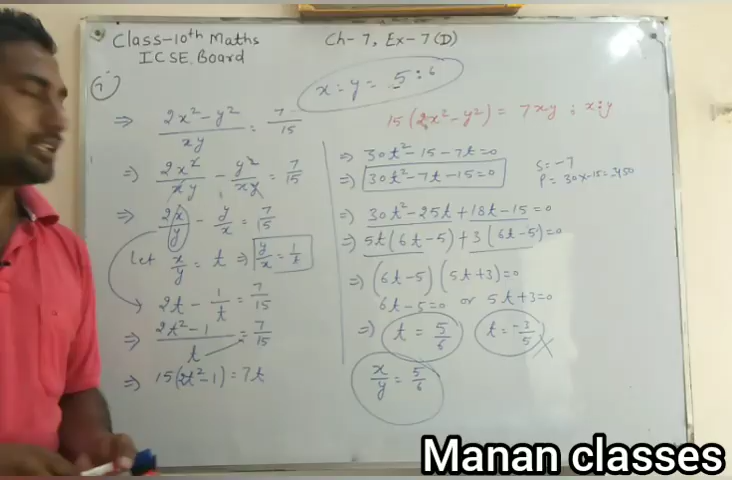 Class-10th Maths Ch-7, Ex-7(D)
ICSE Board
x:y = 5:6
15(2x²-y²) = 7xy ; x:y
⇒ 2x²-y²/xy = 7/15
⇒ 2x²/xy - y²/xy = 7/15
⇒ 2x/y - y/x = 7/15
Let x/y = t ⇒ y/x = 1/t
2t - 1/t = 7/15
⇒ 2t²-1/t = 7/15
⇒ 15(2t²-1) = 7t
⇒ 30t²-15-7t=0
⇒ 30t²-7t-15=0
S=-7
⇒ 30t²-25t+18t-15=0
⇒ 5t(6t-5)+3(6t-5)=0
⇒ (6t-5)(5t+3)=0
6t-5=0 or 5t+3=0
⇒ t = 5/6 t = -3/5 ×
x/y = 5/6
Manan classes